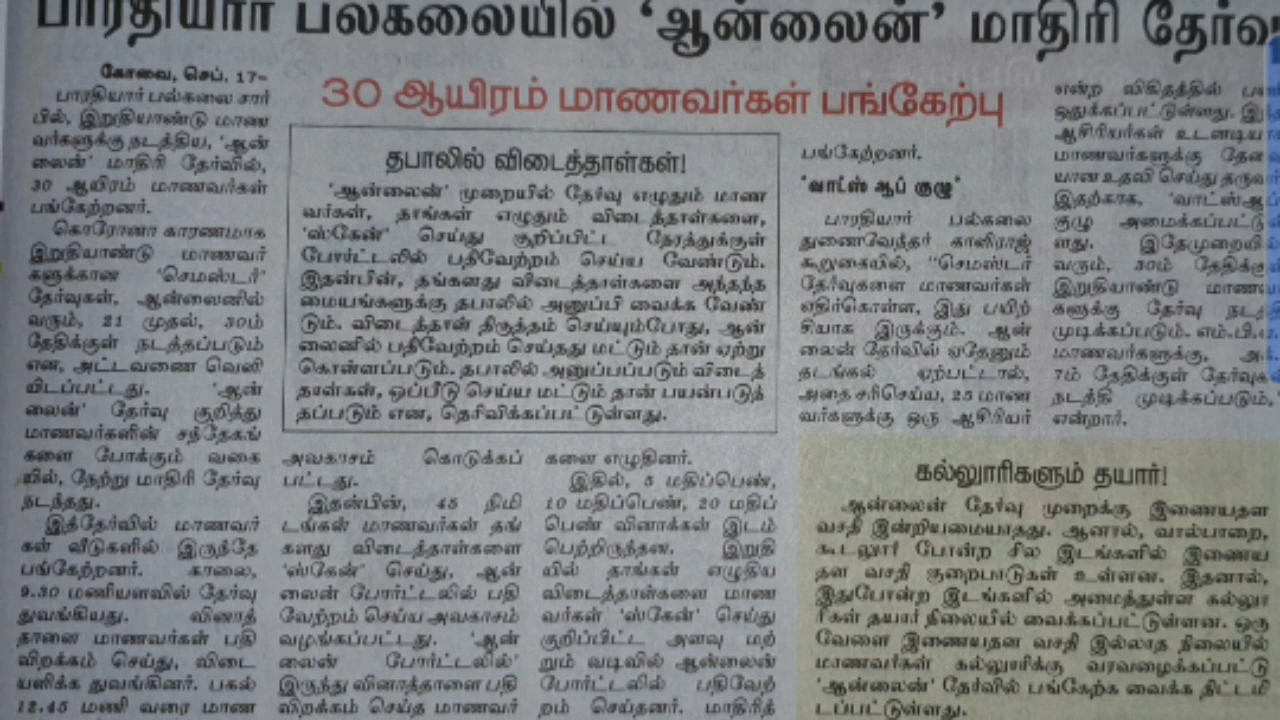 பாரதியார் பல்கலையில் 'ஆன்லைன்' மாதிரி தேர்வு
30 ஆயிரம் மாணவர்கள் பங்கேற்பு
கோவை, செப். 17-
பாரதியார் பல்கலை சார்
பில், இறுதியாண்டு மாண
வர்களுக்கு நடத்திய, 'ஆன்
லைன்' மாதிரி தேர்வில்,
30 ஆயிரம் மாணவர்கள்
பங்கேற்றனர்.
கொரோனா காரணமாக
இறுதியாண்டு மாணவர்
களுக்கான 'செமஸ்டர்'
தேர்வுகள், ஆன்லைனில்
வரும், 21 முதல், 30ம்
தேதிக்குள் நடத்தப்படும்
என, அட்டவணை வெளி
யிடப்பட்டது. 'ஆன்
லைன்' தேர்வு குறித்து
மாணவர்களின் சந்தேகங்
களை போக்கும் வகை
யில், நேற்று மாதிரி தேர்வு
நடந்தது.
இத்தேர்வில் மாணவர்
கள் வீடுகளில் இருந்தே
பங்கேற்றனர். காலை,
9.30 மணியளவில் தேர்வு
துவங்கியது. வினாத்
தாளை மாணவர்கள் பதி
விறக்கம் செய்து, விடை
யளிக்க துவங்கினர். பகல்
12.45 மணி வரை மாண
தபாலில் விடைத்தாள்கள்!
'ஆன்லைன்' முறையில் தேர்வு எழுதும் மாண
வர்கள், தாங்கள் எழுதும் விடைத்தாள்களை,
'ஸ்கேன்' செய்து குறிப்பிட்ட நேரத்துக்குள்
போர்ட்டலில் பதிவேற்றம் செய்ய வேண்டும்.
இதன்பின், தங்களது விடைத்தாள்களை அந்தந்த
மையங்களுக்கு தபாலில் அனுப்பி வைக்க வேண்
டும். விடைத்தாள் திருத்தம் செய்யும்போது, ஆன்
லைனில் பதிவேற்றம் செய்தது மட்டும் தான் ஏற்று
கொள்ளப்படும். தபாலில் அனுப்பப்படும் விடைத்
தாள்கள், ஒப்பீடு செய்ய மட்டும் தான் பயன்படுத்
தப்படும் என, தெரிவிக்கப்பட்டுள்ளது.
அவகாசம் கொடுக்கப்
பட்டது.
இதன்பின், 45 நிமி
டங்கள் மாணவர்கள் தங்
களது விடைத்தாள்களை
'ஸ்கேன்' செய்து, ஆன்
லைன் போர்ட்டலில் பதி
வேற்றம் செய்ய அவகாசம்
வழங்கப்பட்டது. 'ஆன்
லைன் போர்ட்டலில்'
இருந்து வினாத்தாளை பதி
விறக்கம் செய்த மாணவர்
களை எழுதினர்.
இதில், 5 மதிப்பெண்,
10 மதிப்பெண், 20 மதிப்
பெண் வினாக்கள் இடம்
பெற்றிருந்தன. இறுதி
யில் தாங்கள் எழுதிய
விடைத்தாள்களை மாண
வர்கள் 'ஸ்கேன்' செய்து
குறிப்பிட்ட அளவு மற்
றும் வடிவில் ஆன்லைன்
போர்ட்டலில் பதிவேற்
றம் செய்தனர். மாதிரித்
பங்கேற்றனர்.
'வாட்ஸ் ஆப் குழு'
பாரதியார் பல்கலை
துணைவேந்தர் காளிராஜ்
கூறுகையில், "செமஸ்டர்
தேர்வுகளை மாணவர்கள்
எதிர்கொள்ள, இது பயிற்
சியாக இருக்கும். ஆன்
லைன் தேர்வில் ஏதேனும்
தடங்கல் ஏற்பட்டால்,
அதை சரிசெய்ய, 25 மாண
வர்களுக்கு ஒரு ஆசிரியர்
என்ற விகிதத்தில்
ஒதுக்கப்பட்டுள்ளது.
ஆசிரியர்கள்
மாணவர்களுக்கு
யான உதவி செய்து
இதற்காக, 'வாட்ஸ்ஆப்'
குழு
ளது. இதேமுறையில்
வரும், 30ம்
இறுதியாண்டு
களுக்கு தேர்வு
முடிக்கப்படும்.
மாணவர்களுக்கு,
7ம் தேதிக்குள்
நடத்தி முடிக்கப்படும்,
என்றார்.
கல்லூரிகளும் தயார்!
ஆன்லைன் தேர்வு முறைக்கு இணையதள
வசதி இன்றியமையாதது. ஆனால், வால்பாறை,
கூடலூர் போன்ற சில இடங்களில் இணைய
தள வசதி குறைபாடுகள் உள்ளன. இதனால்,
இதுபோன்ற இடங்களில் அமைந்துள்ள கல்லூ
ரிகள் தயார் நிலையில் வைக்கப்பட்டுள்ளன. ஒரு
வேளை இணையதள வசதி இல்லாத நிலையில்
மாணவர்கள் கல்லூரிக்கு வரவழைக்கப்பட்டு
'ஆன்லைன்' தேர்வில் பங்கேற்க வைக்க திட்டமி
டப்பட்டுள்ளது.